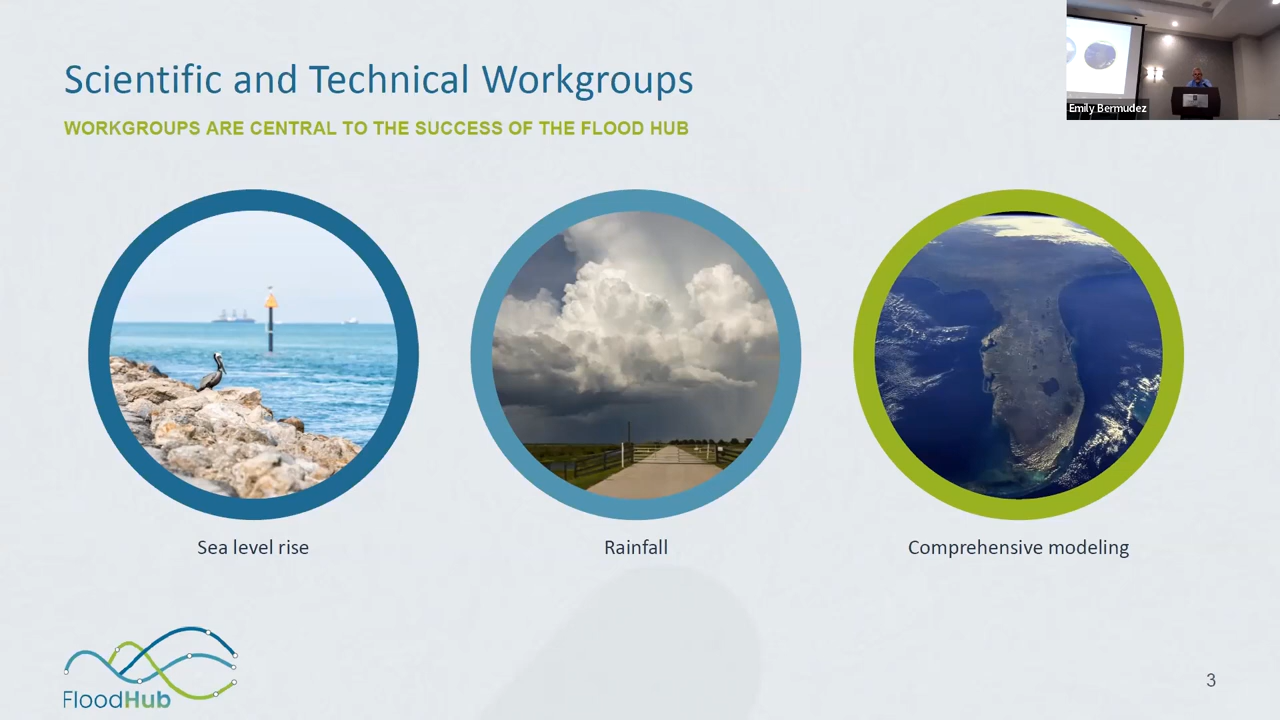 Scientific and Technical Workgroups
WORKGROUPS ARE CENTRAL TO THE SUCCESS OF THE FLOOD HUB
Emily Bermudez
Sea level rise
Rainfall
Comprehensive modeling
FloodHub
3